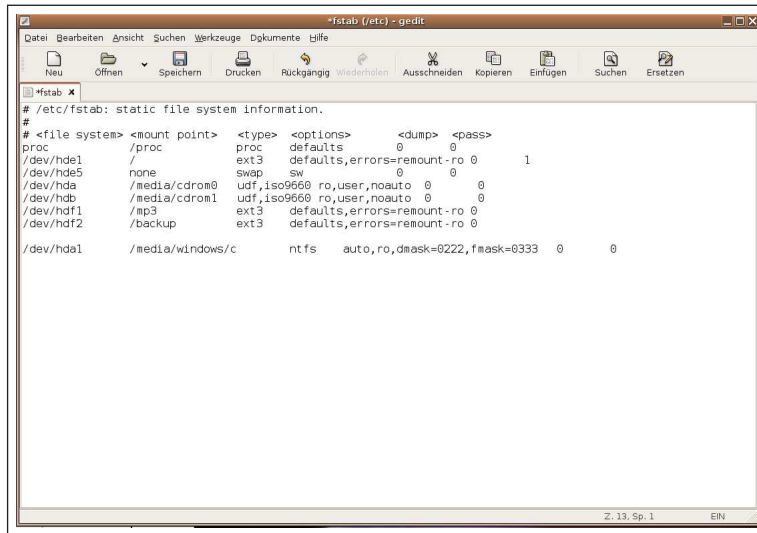 *fstab (/etc) - gedit
Datei Bearbeiten Ansicht Suchen Werkzeuge Dokumente Hilfe
Neu Öffnen Speichern Drucken Rückgängig Wiederholen Ausschneiden Kopieren Einfügen Suchen Ersetzen
*fstab
# /etc/fstab: static file system information.
#
# <file system> <mount point> <type> <options> <dump> <pass>
proc /proc proc defaults 0 0
/dev/hde1 / ext3 defaults,errors=remount-ro 0 1
/dev/hde5 none swap sw 0 0
/dev/hda /media/cdrom0 udf,iso9660 ro,user,noauto 0 0
/dev/hdb /media/cdrom1 udf,iso9660 ro,user,noauto 0 0
/dev/hdf1 /mp3 ext3 defaults,errors=remount-ro 0
/dev/hdf2 /backup ext3 defaults,errors=remount-ro 0
/dev/hda1 /media/windows/c ntfs auto,ro,dmask=0222,fmask=0333 0 0
Z. 13, Sp. 1 EIN